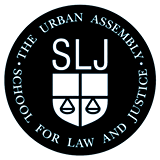 · THE URBAN ASSEMBLY ·
SLJ
SCHOOL FOR LAW AND JUSTICE